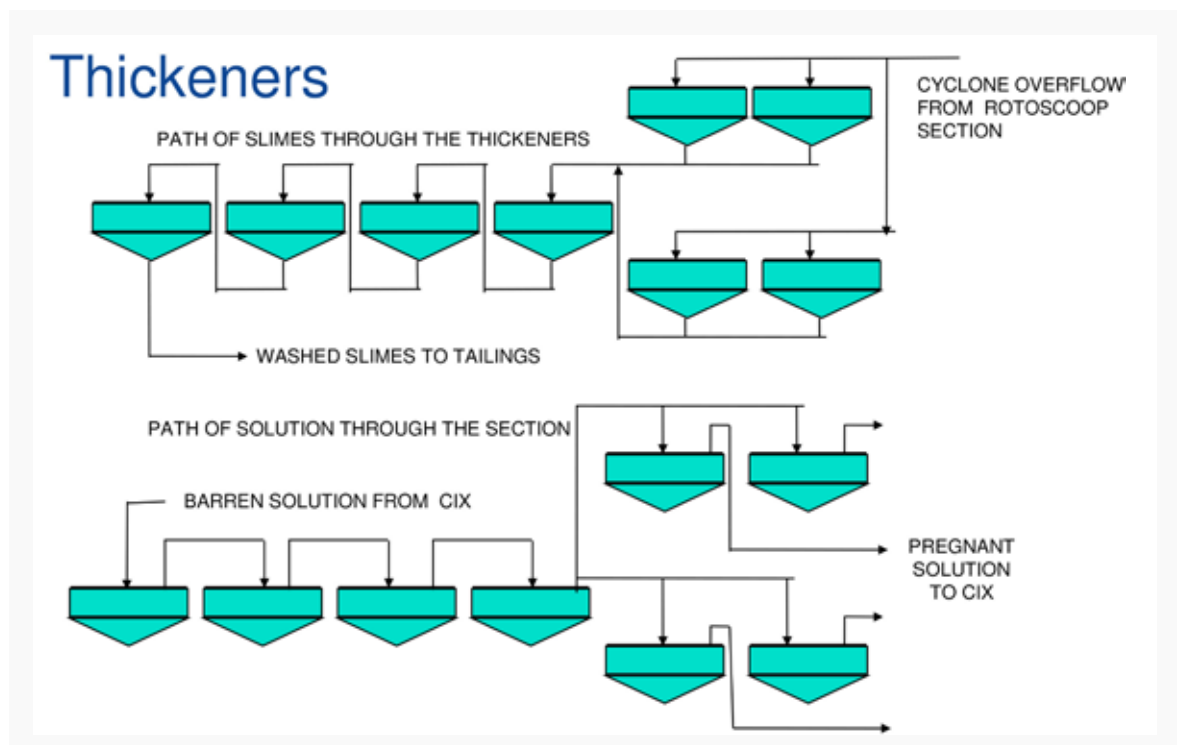 Thickeners
CYCLONE OVERFLOW
FROM ROTOSCOOP
SECTION
PATH OF SLIMES THROUGH THE THICKENERS
WASHED SLIMES TO TAILINGS
PATH OF SOLUTION THROUGH THE SECTION
BARREN SOLUTION FROM CIX
PREGNANT
SOLUTION
TO CIX